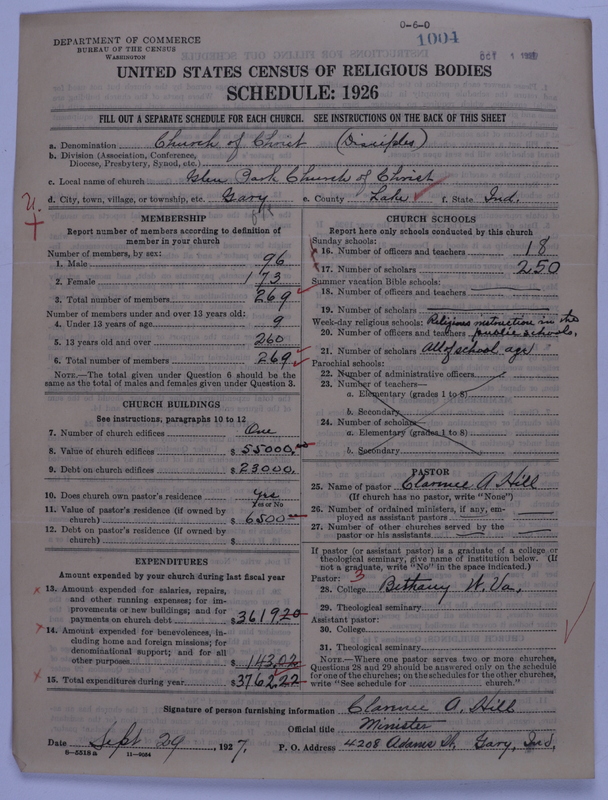 0-6-0
1004
OCT 1
DEPARTMENT OF COMMERCE
BUREAU OF THE CENSUS
WASHINGTON
UNITED STATES CENSUS OF RELIGIOUS BODIES
SCHEDULE: 1926
FILL OUT A SEPARATE SCHEDULE FOR EACH CHURCH. SEE INSTRUCTIONS ON THE BACK OF THIS SHEET
a. Denomination Church of Christ (Disciples)
b. Division (Association, Conference, Diocese, Presbytery, Synod, etc.)
c. Local name of church Glen Park Church of Christ
d. City, town, village, or township, etc. Gary e. County Lake f. State Ind.
MEMBERSHIP
Report number of members according to definition of
member in your church
Number of members, by sex:
1. Male 96
2. Female 173
3. Total number of members 269
Number of members under and over 13 years old:
4. Under 13 years of age 9
5. 13 years old and over 260
6. Total number of members 269
NOTE.—The total given under Question 6 should be the
same as the total of males and females given under Question 3.
CHURCH BUILDINGS
See instructions, paragraphs 10 to 12
7. Number of church edifices One
8. Value of church edifices $ 55000.00
9. Debt on church edifices $ 23000.
10. Does church own pastor's residence Yes
Yes or No
11. Value of pastor's residence (if owned by
church) $ 6500
12. Debt on pastor's residence (if owned by
church) $
EXPENDITURES
Amount expended by your church during last fiscal year
13. Amount expended for salaries, repairs,
and other running expenses; for im-
provements or new buildings; and for
payments on church debt $ 3619.20
14. Amount expended for benevolences, in-
cluding home and foreign missions; for
denominational support; and for all
other purposes $ 143.02
15. Total expenditures during year $ 3762.22
CHURCH SCHOOLS
Report here only schools conducted by this church
Sunday schools:
16. Number of officers and teachers 18
17. Number of scholars 250
Summer vacation Bible schools:
18. Number of officers and teachers
19. Number of scholars
Week-day religious schools: Religious instruction in the
20. Number of officers and teachers public schools,
21. Number of scholars All of school age
Parochial schools:
22. Number of administrative officers
23. Number of teachers—
a. Elementary (grades 1 to 8)
b. Secondary
24. Number of scholars—
a. Elementary (grades 1 to 8)
b. Secondary
PASTOR
25. Name of pastor Clarence A Hill
(If church has no pastor, write "None")
26. Number of ordained ministers, if any, em-
ployed as assistant pastors
27. Number of other churches served by the
pastor or his assistants
If pastor (or assistant pastor) is a graduate of a college or
theological seminary, give name of institution below. (If
not a graduate, write "No" in the space indicated.)
Pastor: 3
28. College Bethany W. Va.
29. Theological seminary
Assistant pastor:
30. College
31. Theological seminary
NOTE.—Where one pastor serves two or more churches,
Questions 28 and 29 should be answered only on the schedule
for one of the churches; on the schedules for the other churches,
write "See schedule for church."
Signature of person furnishing information Clarence A. Hill
Official title Minister
Date Sept 29, 1927. P. O. Address 4208 Adams St. Gary, Ind.
8-5518a 11-9034